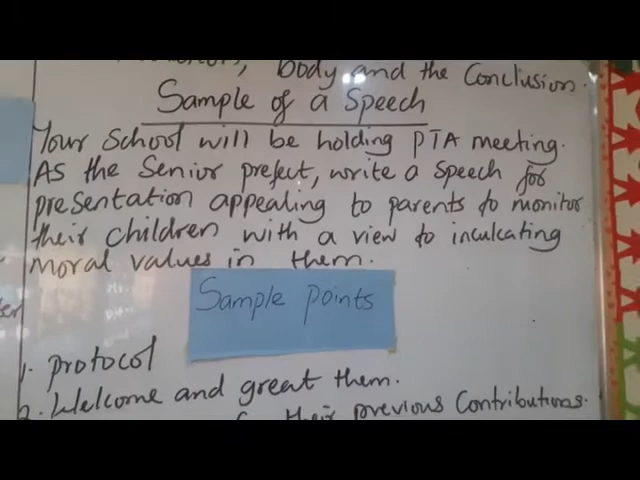 body and the Conclusion.
Sample of a Speech
Your School will be holding PTA meeting.
As the Senior prefect, write a speech for
presentation appealing to parents to monitor
their children with a view to inculcating
moral values in them.
Sample points
1. protocol
2. Welcome and great them.
their previous Contributions.